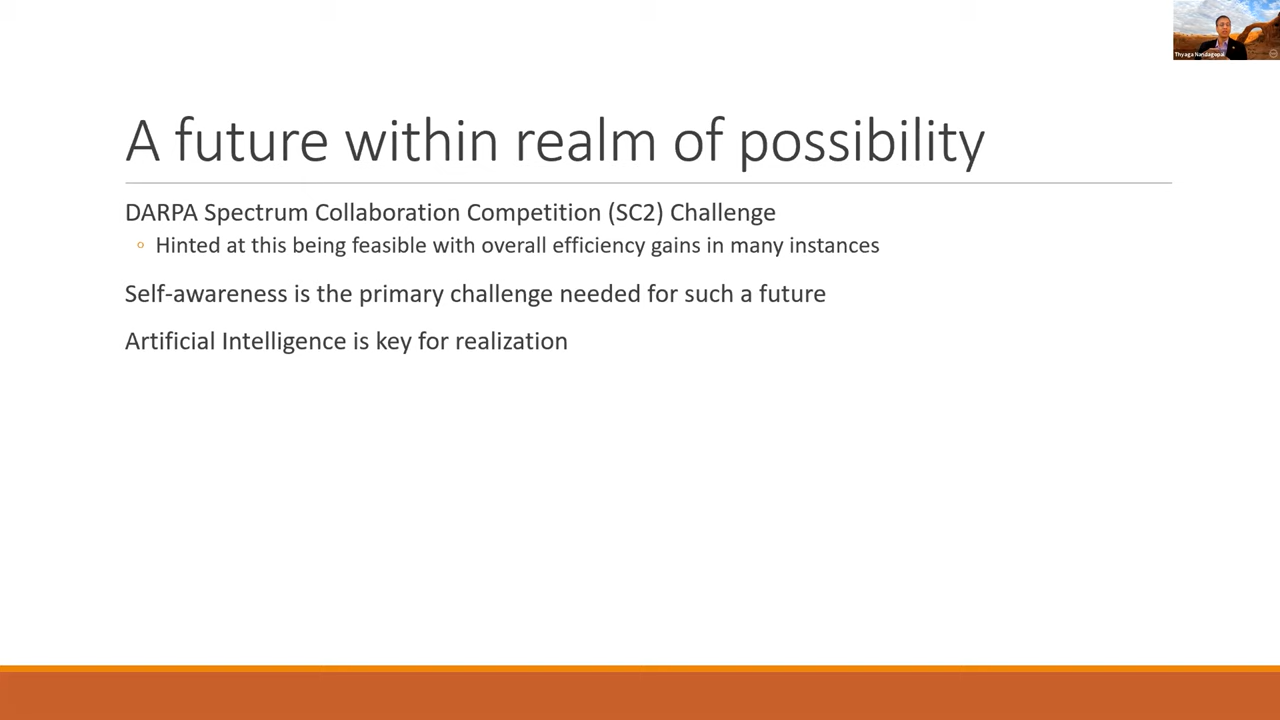 Thyaga Nandagopal
A future within realm of possibility
DARPA Spectrum Collaboration Competition (SC2) Challenge
Hinted at this being feasible with overall efficiency gains in many instances
Self-awareness is the primary challenge needed for such a future
Artificial Intelligence is key for realization